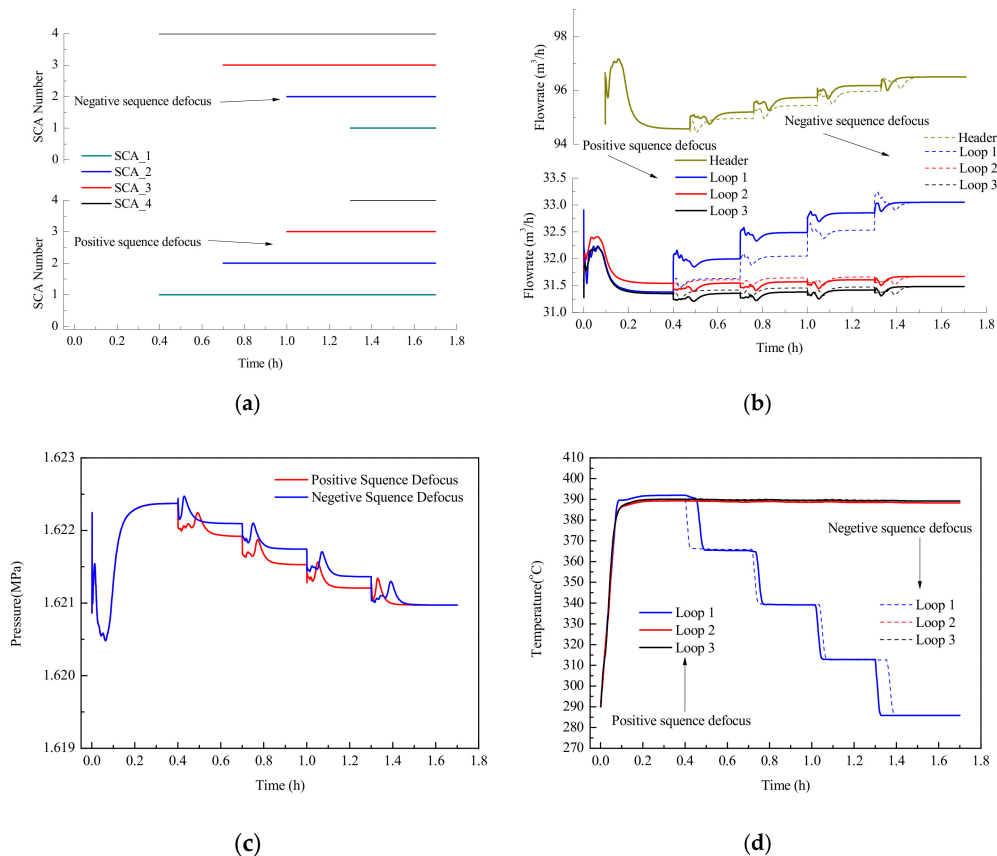 4
3
2
1
0
SCA Number
Negative squence defocus
SCA_1
SCA_2
SCA_3
SCA_4
4
3
2
1
0
SCA Number
Positive squence defocus
0.0 0.2 0.4 0.6 0.8 1.0 1.2 1.4 1.6 1.8
Time (h)
(a)
98
96
94
Flowrate (m³/h)
Negative squence defocus
Positive squence defocus
Header
Loop 1
Loop 2
Loop 3
Header
Loop 1
Loop 2
Loop 3
33.0
32.5
32.0
31.5
31.0
Flowrate (m³/h)
0.0 0.2 0.4 0.6 0.8 1.0 1.2 1.4 1.6 1.8
Time (h)
(b)
1.623
1.622
1.621
1.620
1.619
Pressure(MPa)
Positive Squence Defocus
Negetive Squence Defocus
0.0 0.2 0.4 0.6 0.8 1.0 1.2 1.4 1.6 1.8
Time (h)
(c)
410
400
390
380
370
360
350
340
330
320
310
300
290
280
270
Temperature(°C)
Negetive squence defocus
Loop 1
Loop 2
Loop 3
Loop 1
Loop 2
Loop 3
Positive squence defocus
0.0 0.2 0.4 0.6 0.8 1.0 1.2 1.4 1.6 1.8
Time (h)
(d)